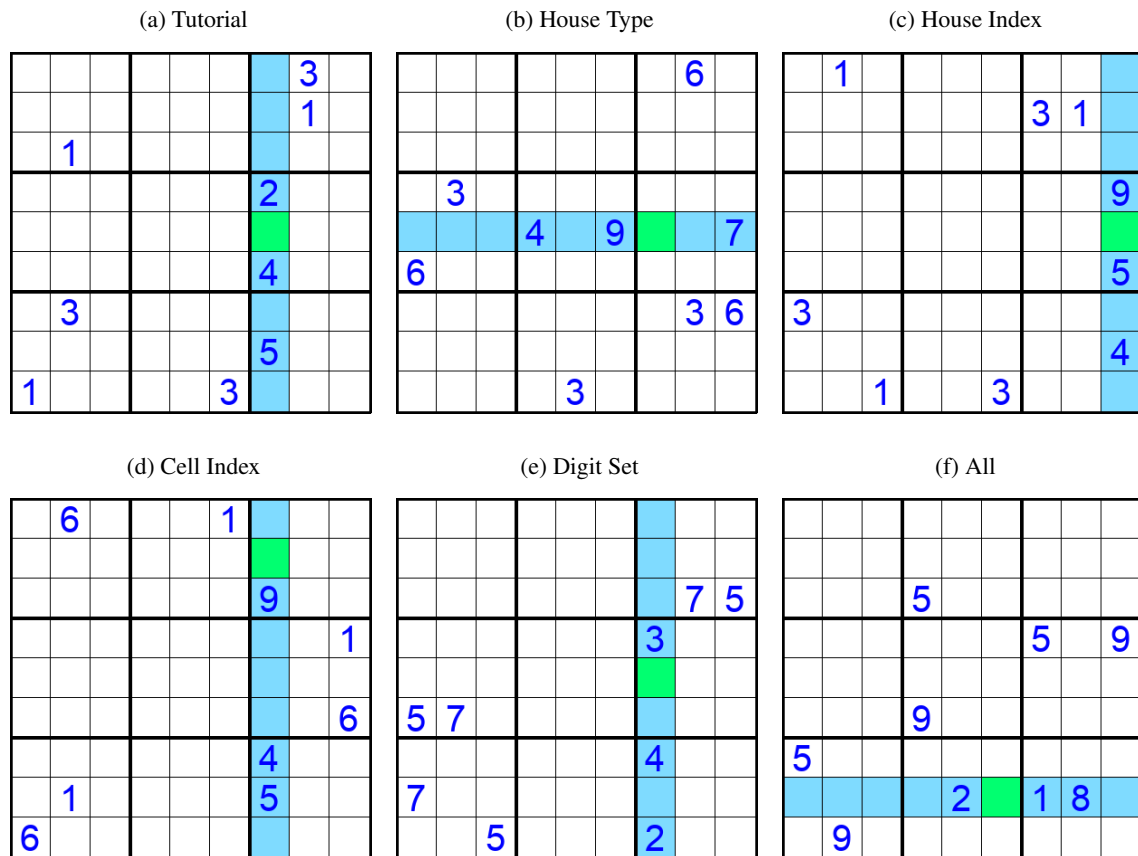 (a) Tutorial (b) House Type (c) House Index
3 6 1
1 3 1
1
2 3 9
4 9 7
4 6 5
3 3 6 3
5 4
1 3 3 1 3
(d) Cell Index (e) Digit Set (f) All
6 1
9 7 5 5
1 3 5 9
6 5 7 9
4 4 5
1 5 7 2 1 8
6 5 2 9